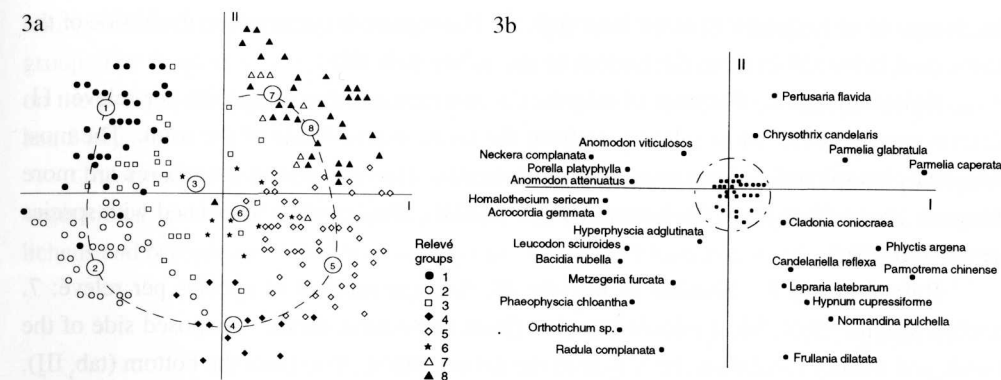 3a
II
3b
II
1
7
8
3
6
2
5
4
I
Relevé
groups
1
2
3
4
5
6
7
8
Pertusaria flavida
Chrysothrix candelaris
Anomodon viticulosus
Parmelia glabratula
Neckera complanata
Parmelia caperata
Porella platyphylla
Anomodon attenuatus
I
Homalothecium sericeum
Acrocordia gemmata
Cladonia coniocraea
Hyperphyscia adglutinata
Leucodon sciuroides
Phlyctis argena
Bacidia rubella
Candelariella reflexa
Parmotrema chinense
Metzegeria furcata
Lepraria latebrarum
Phaeophyscia chloantha
Hypnum cupressiforme
Normandina pulchella
Orthotrichum sp.
Radula complanata
Frullania dilatata